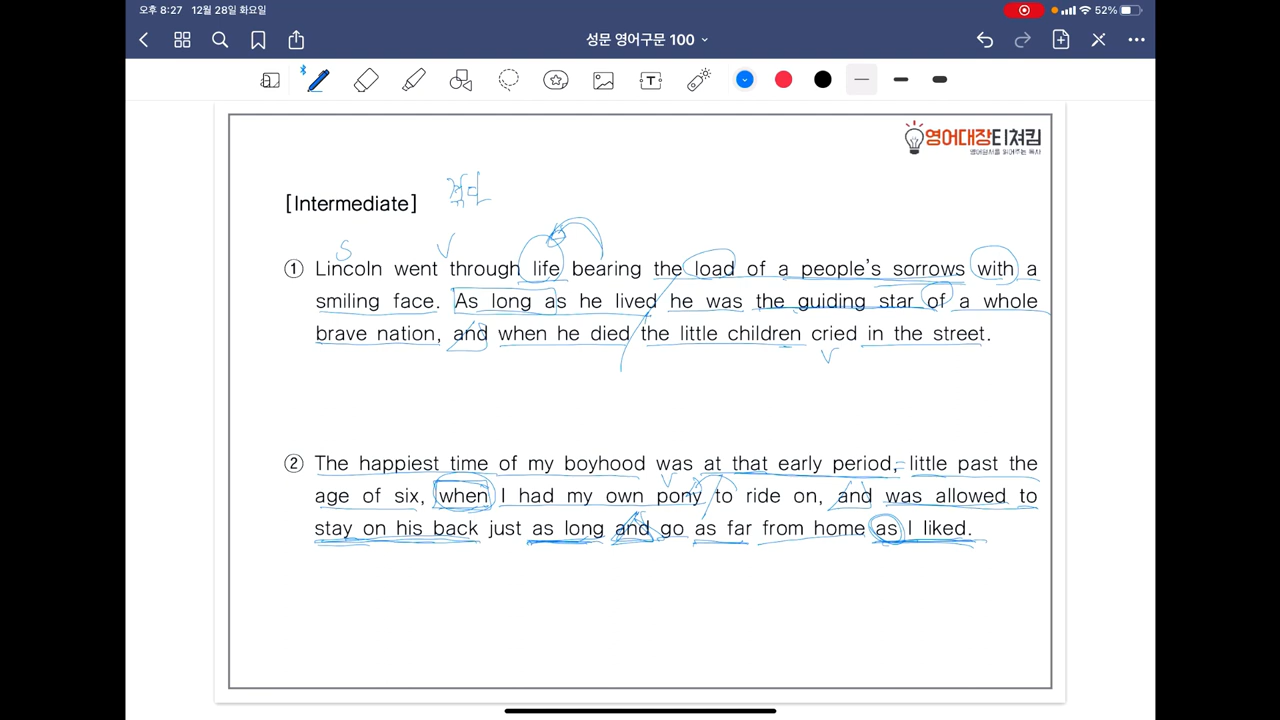 오후 8:27 12월 28일 화요일
52%
성문 영어구문 100
영어대장티쳐킴
[Intermediate] 겪다
S V
① Lincoln went through life bearing the load of a people's sorrows with a
smiling face. As long as he lived he was the guiding star of a whole
brave nation, and when he died the little children cried in the street.
V
② The happiest time of my boyhood was at that early period, little past the
V
age of six, when I had my own pony to ride on, and was allowed to
stay on his back just as long and go as far from home as I liked.